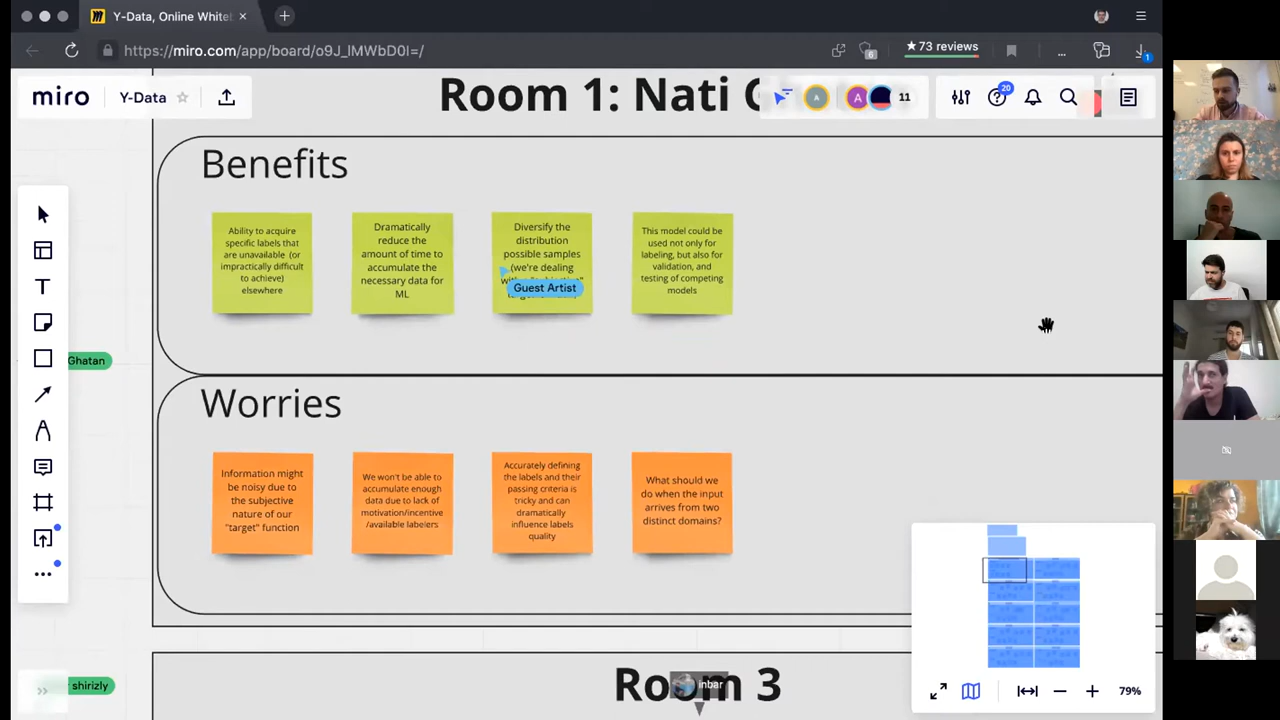 Y-Data, Online Whiteb
https://miro.com/app/board/o9J_lMWbD0I=/
★ 73 reviews
6
...
1
miro
Y-Data
Room 1: Nati
A
A
11
20
Benefits
Ability to acquire
specific labels that
are unavailable (or
impractically difficult
to achieve)
elsewhere
Dramatically
reduce the
amount of time to
accumulate the
necessary data for
ML
Diversify the
distribution
possible samples
(we're dealing
Guest Artist
This model could be
used not only for
labeling, but also for
validation, and
testing of competing
models
Ghatan
Worries
Information might
be noisy due to
the subjective
nature of our
"target" function
We won't be able to
accumulate enough
data due to lack of
motivation/incentive
/available labelers
Accurately defining
the labels and their
passing criteria is
tricky and can
dramatically
influence labels
quality
What should we
do when the input
arrives from two
distinct domains?
shirizly
Room 3
inbar
79%